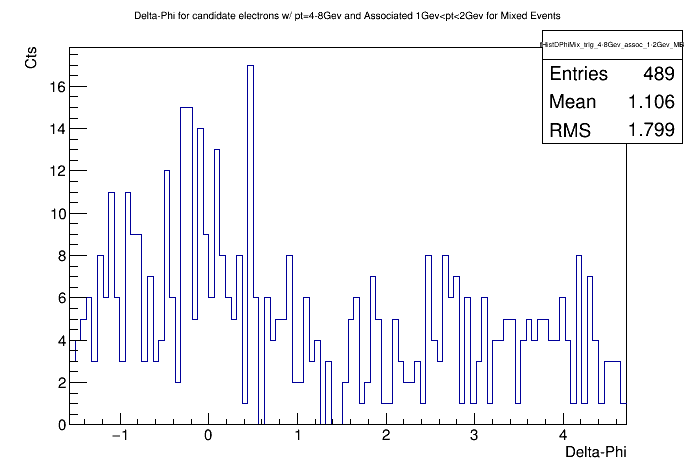 Delta-Phi for candidate electrons w/ pt=4-8Gev and Associated 1Gev<pt<2Gev for Mixed Events
Cts
HistDPhiMix_trig_4-8Gev_assoc_1-2Gev_MB
Entries 489
Mean 1.106
RMS 1.799
16
14
12
10
8
6
4
2
0
−1 0 1 2 3 4
Delta-Phi